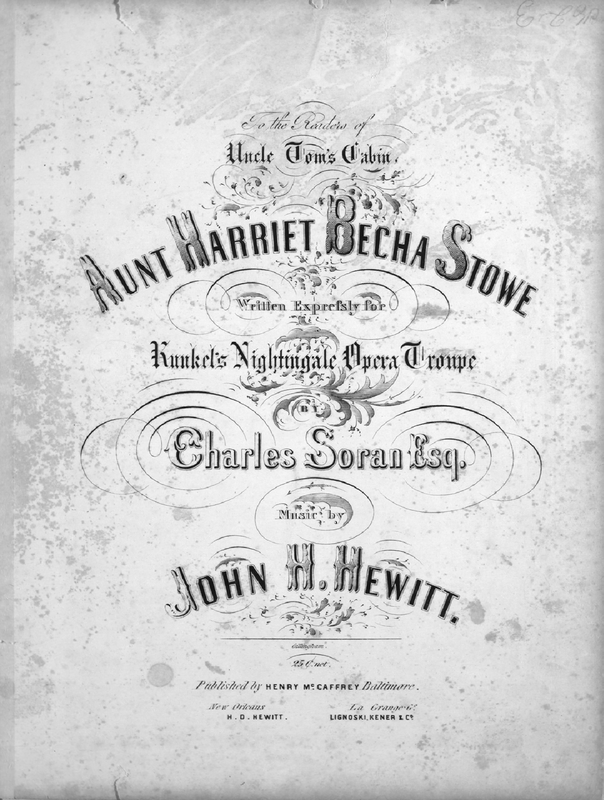 To the Readers of
Uncle Tom's Cabin.
AUNT HARRIET BECHA STOWE
Written Expressly for
Kunkel's Nightingale Opera Troupe
BY
Charles Soran Esq.
Music by
JOHN H. HEWITT.
25 C. net.
Published by HENRY McCAFFREY Baltimore.
New Orleans La Grange Ga.
H. D. HEWITT. LIGNOSKI, KENER & Co.